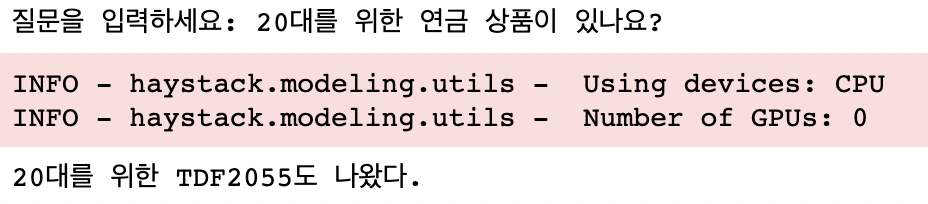 질문을 입력하세요: 20대를 위한 연금 상품이 있나요?
INFO - haystack.modeling.utils -  Using devices: CPU
INFO - haystack.modeling.utils -  Number of GPUs: 0
20대를 위한 TDF2055도 나왔다.